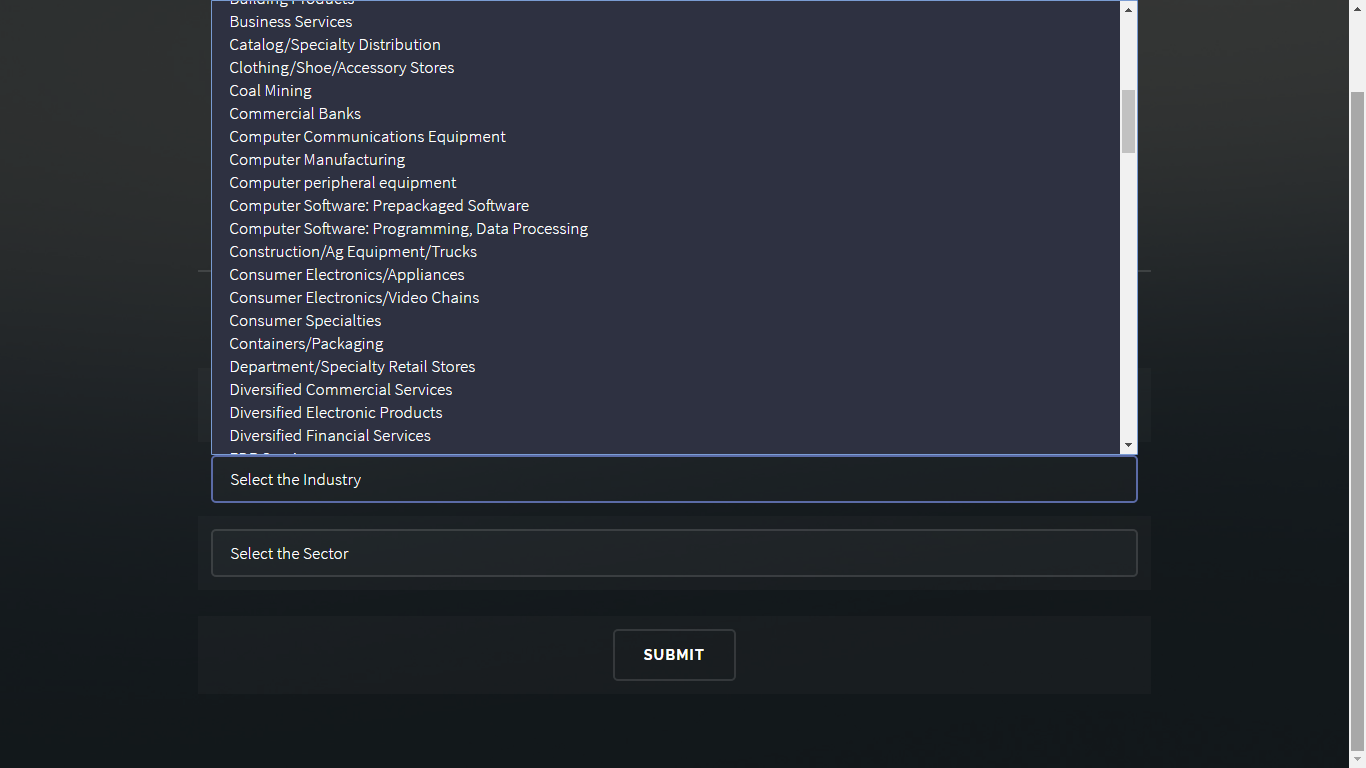 Building Products
Business Services
Catalog/Specialty Distribution
Clothing/Shoe/Accessory Stores
Coal Mining
Commercial Banks
Computer Communications Equipment
Computer Manufacturing
Computer peripheral equipment
Computer Software: Prepackaged Software
Computer Software: Programming, Data Processing
Construction/Ag Equipment/Trucks
Consumer Electronics/Appliances
Consumer Electronics/Video Chains
Consumer Specialties
Containers/Packaging
Department/Specialty Retail Stores
Diversified Commercial Services
Diversified Electronic Products
Diversified Financial Services
Select the Industry
Select the Sector
SUBMIT